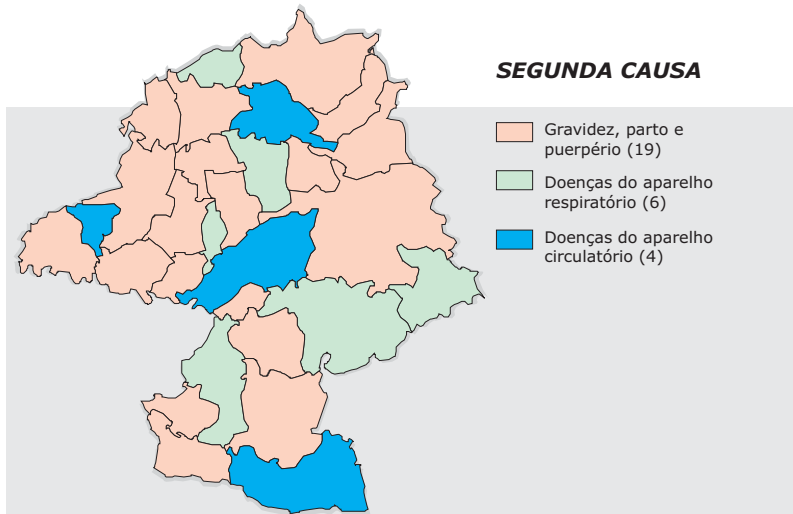 SEGUNDA CAUSA
Gravidez, parto e
puerpério (19)
Doenças do aparelho
respiratório (6)
Doenças do aparelho
circulatório (4)